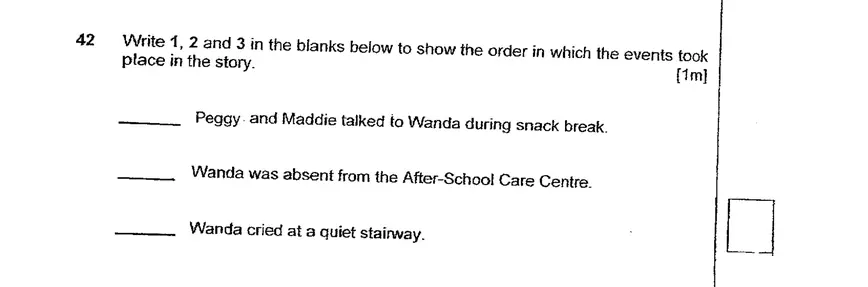 42 Write 1, 2 and 3 in the blanks below to show the order in which the events took
place in the story.
[1m]
______ Peggy and Maddie talked to Wanda during snack break.
______ Wanda was absent from the After-School Care Centre.
______ Wanda cried at a quiet stairway.